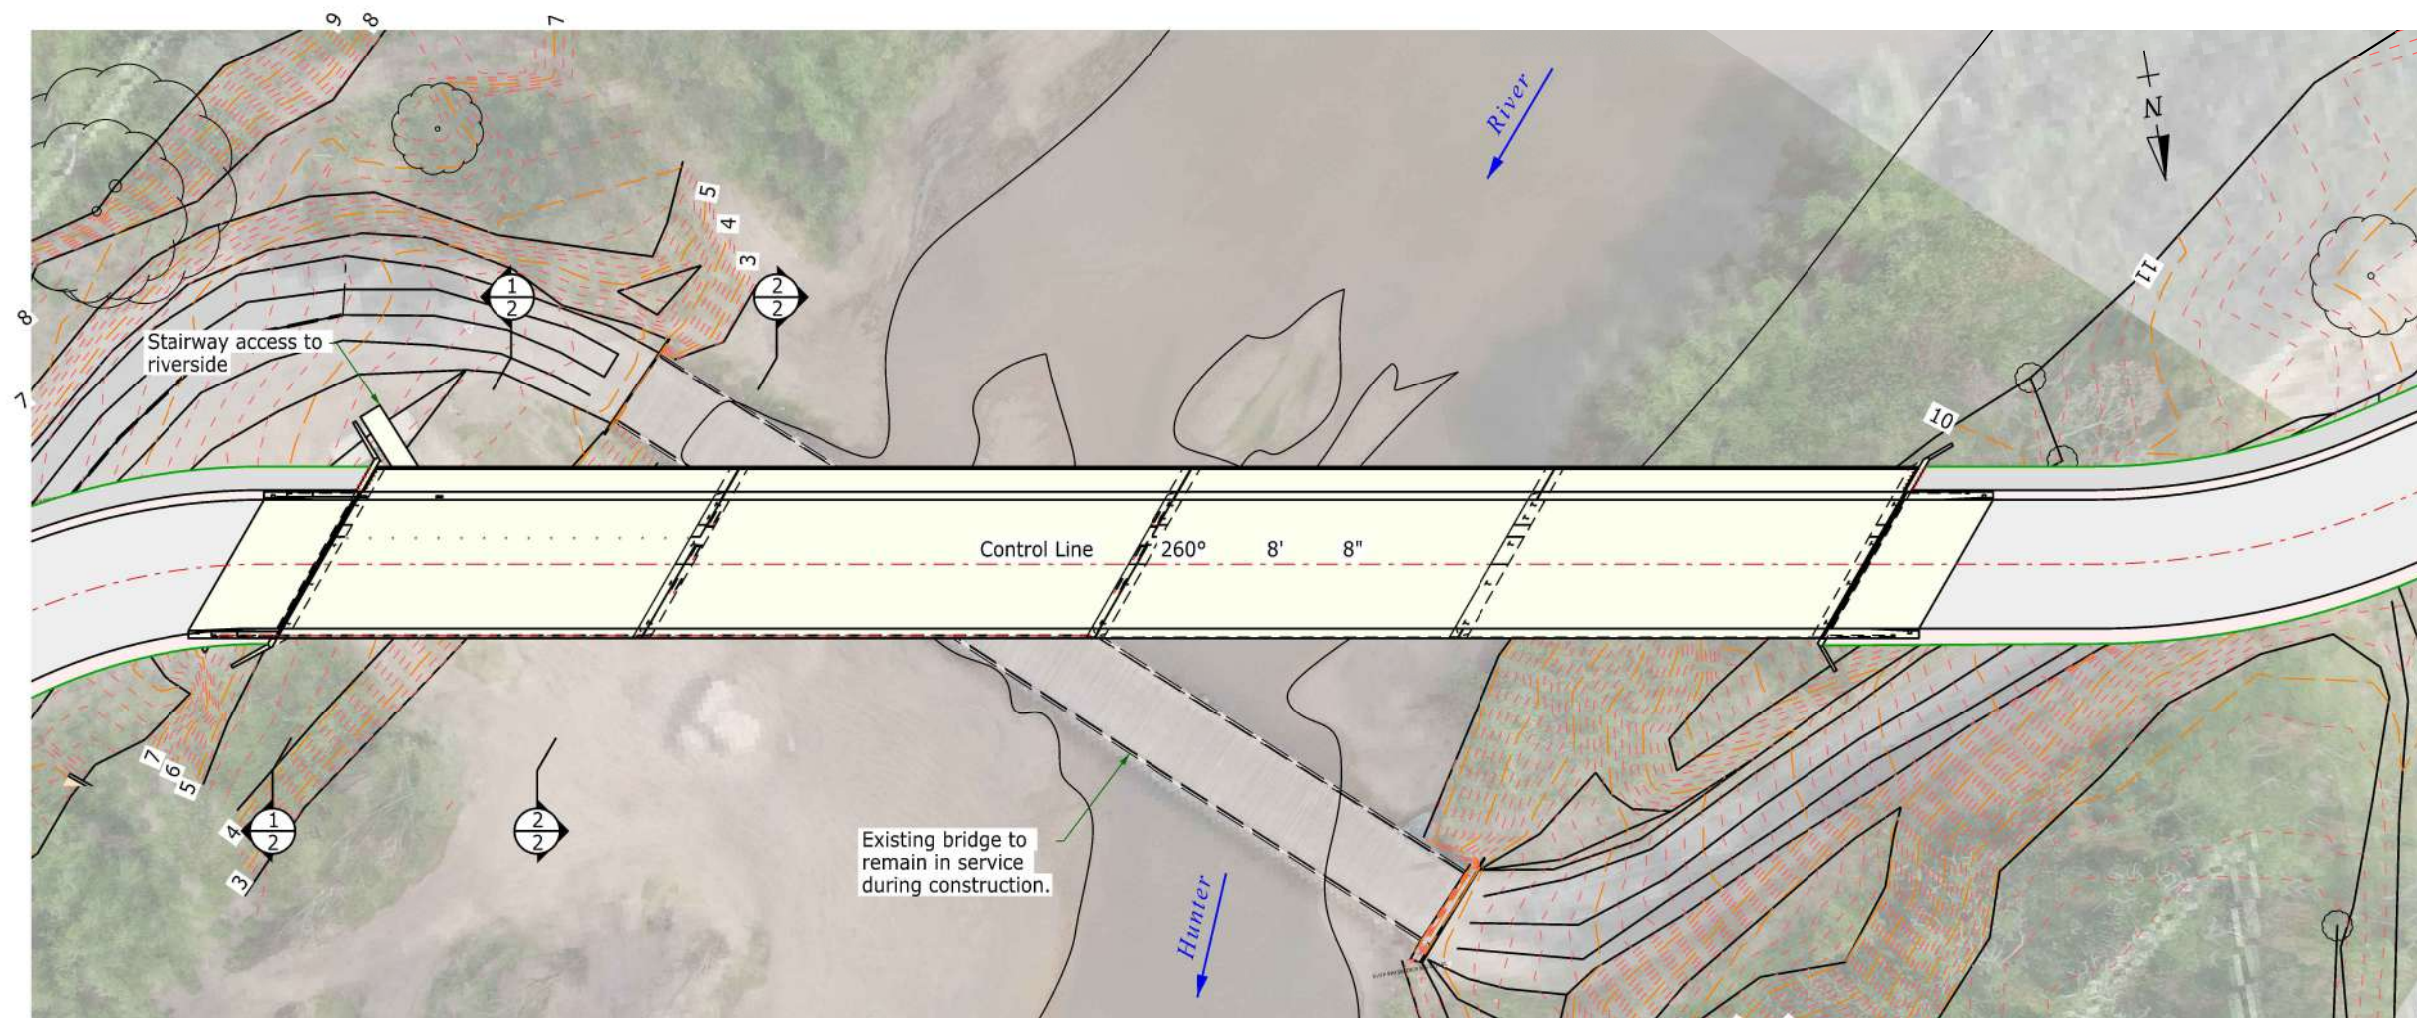 9
8
7
River
N
5
4
3
1
2
2
2
11
8
Stairway access to
riverside
7
10
Control Line 260° 8' 8"
7
6
5
4
3
1
2
2
2
Existing bridge to
remain in service
during construction.
Hunter